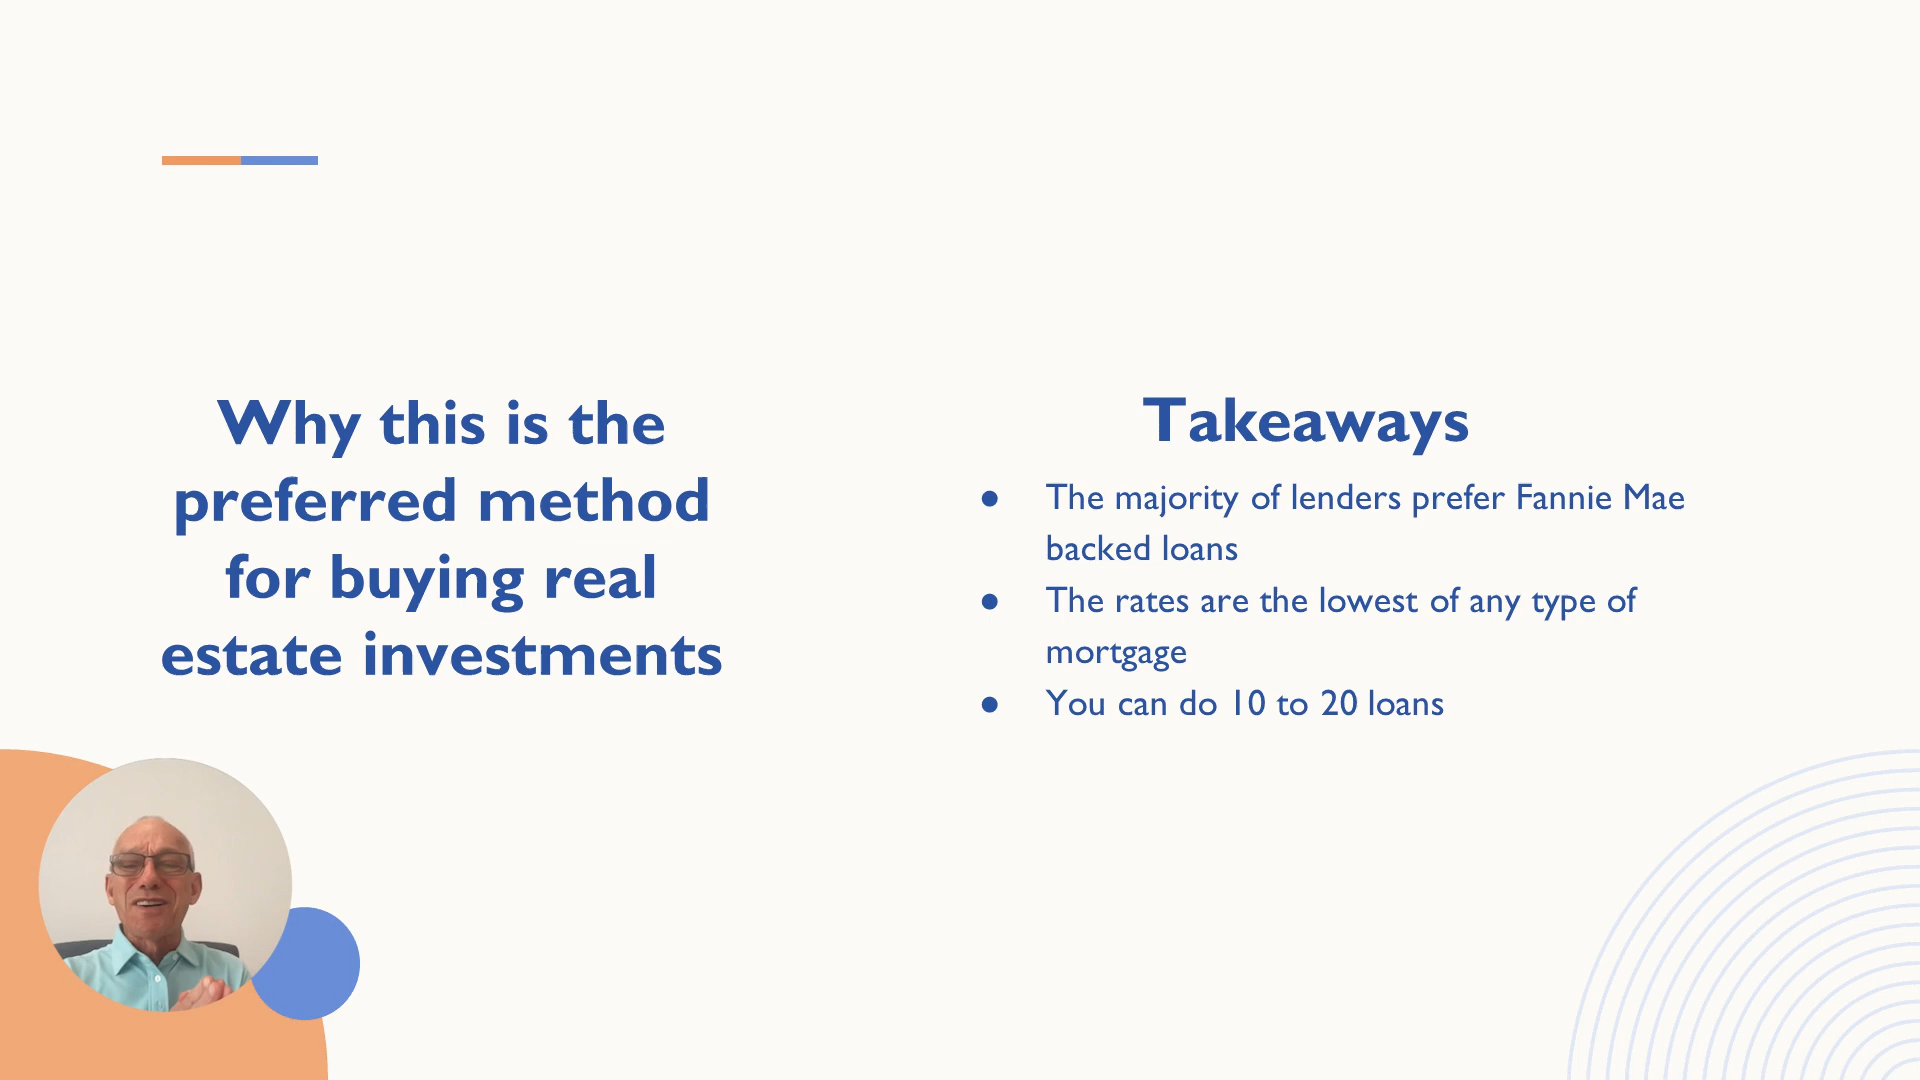 Why this is the
preferred method
for buying real
estate investments
Takeaways
● The majority of lenders prefer Fannie Mae
backed loans
● The rates are the lowest of any type of
mortgage
● You can do 10 to 20 loans